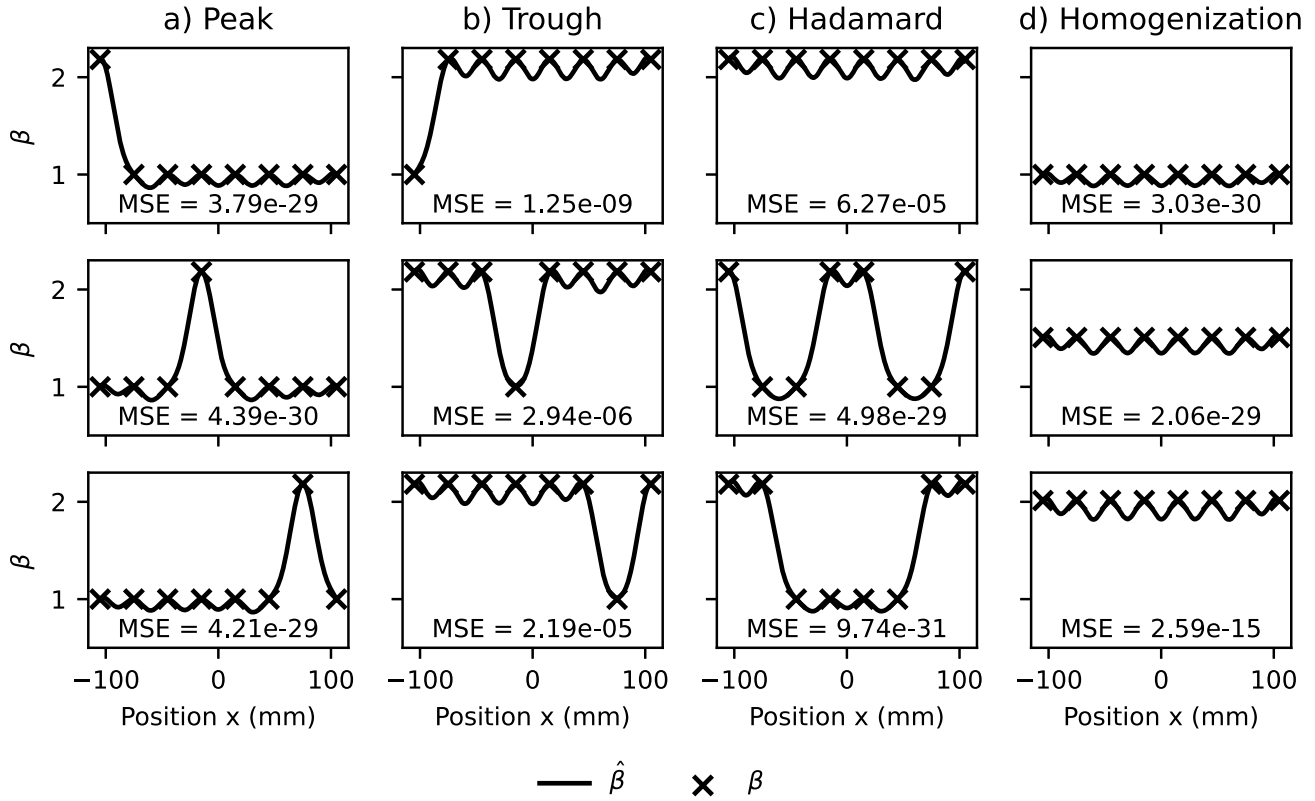 a) Peak
b) Trough
c) Hadamard
d) Homogenization
β
2
1
MSE = 3.79e-29
MSE = 1.25e-09
MSE = 6.27e-05
MSE = 3.03e-30
β
2
1
MSE = 4.39e-30
MSE = 2.94e-06
MSE = 4.98e-29
MSE = 2.06e-29
β
2
1
MSE = 4.21e-29
MSE = 2.19e-05
MSE = 9.74e-31
MSE = 2.59e-15
−100 0 100
−100 0 100
−100 0 100
−100 0 100
Position x (mm)
Position x (mm)
Position x (mm)
Position x (mm)
β̂
β